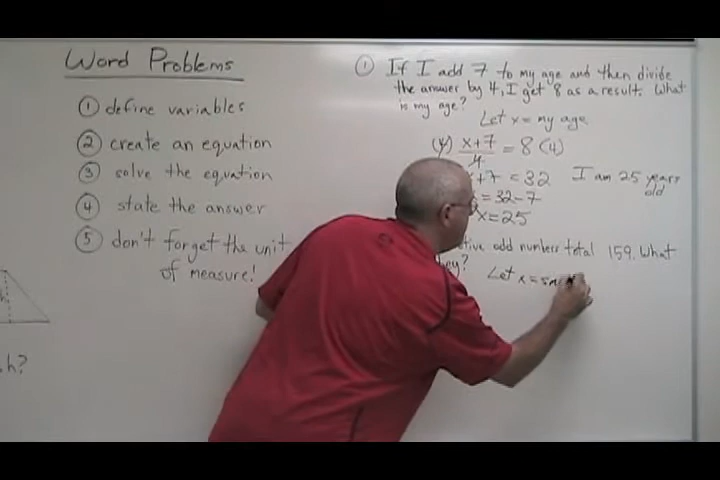 Word Problems
① define variables
② create an equation
③ solve the equation
④ state the answer
⑤ don't forget the unit
of measure!
h?
① If I add 7 to my age and then divide
the answer by 4, I get 8 as a result. What
is my age?
Let x = my age
(4) x+7/4 = 8 (4)
+7 = 32
= 32-7
x = 25
I am 25 years
old
odd numbers total 159. What
Let x =